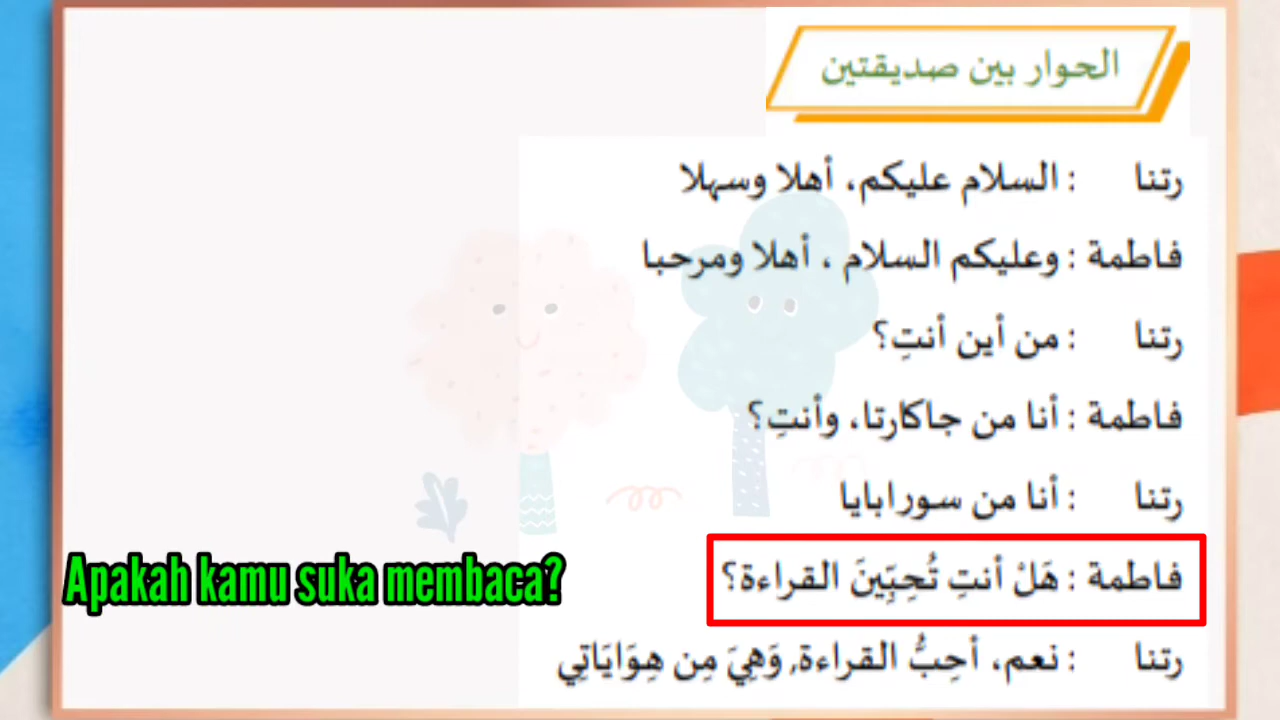 الحوار بين صديقتين
رتنا : السلام عليكم، أهلا وسهلا
فاطمة : وعليكم السلام ، أهلا ومرحبا
رتنا : من أين أنتِ؟
فاطمة : أنا من جاكارتا، وأنتِ؟
رتنا : أنا من سورابايا
فاطمة : هَلْ أنتِ تُحِبِّينَ القراءة؟
Apakah kamu suka membaca?
رتنا : نعم، أحِبُّ القراءة, وَهِيَ مِن هِوَايَاتِي